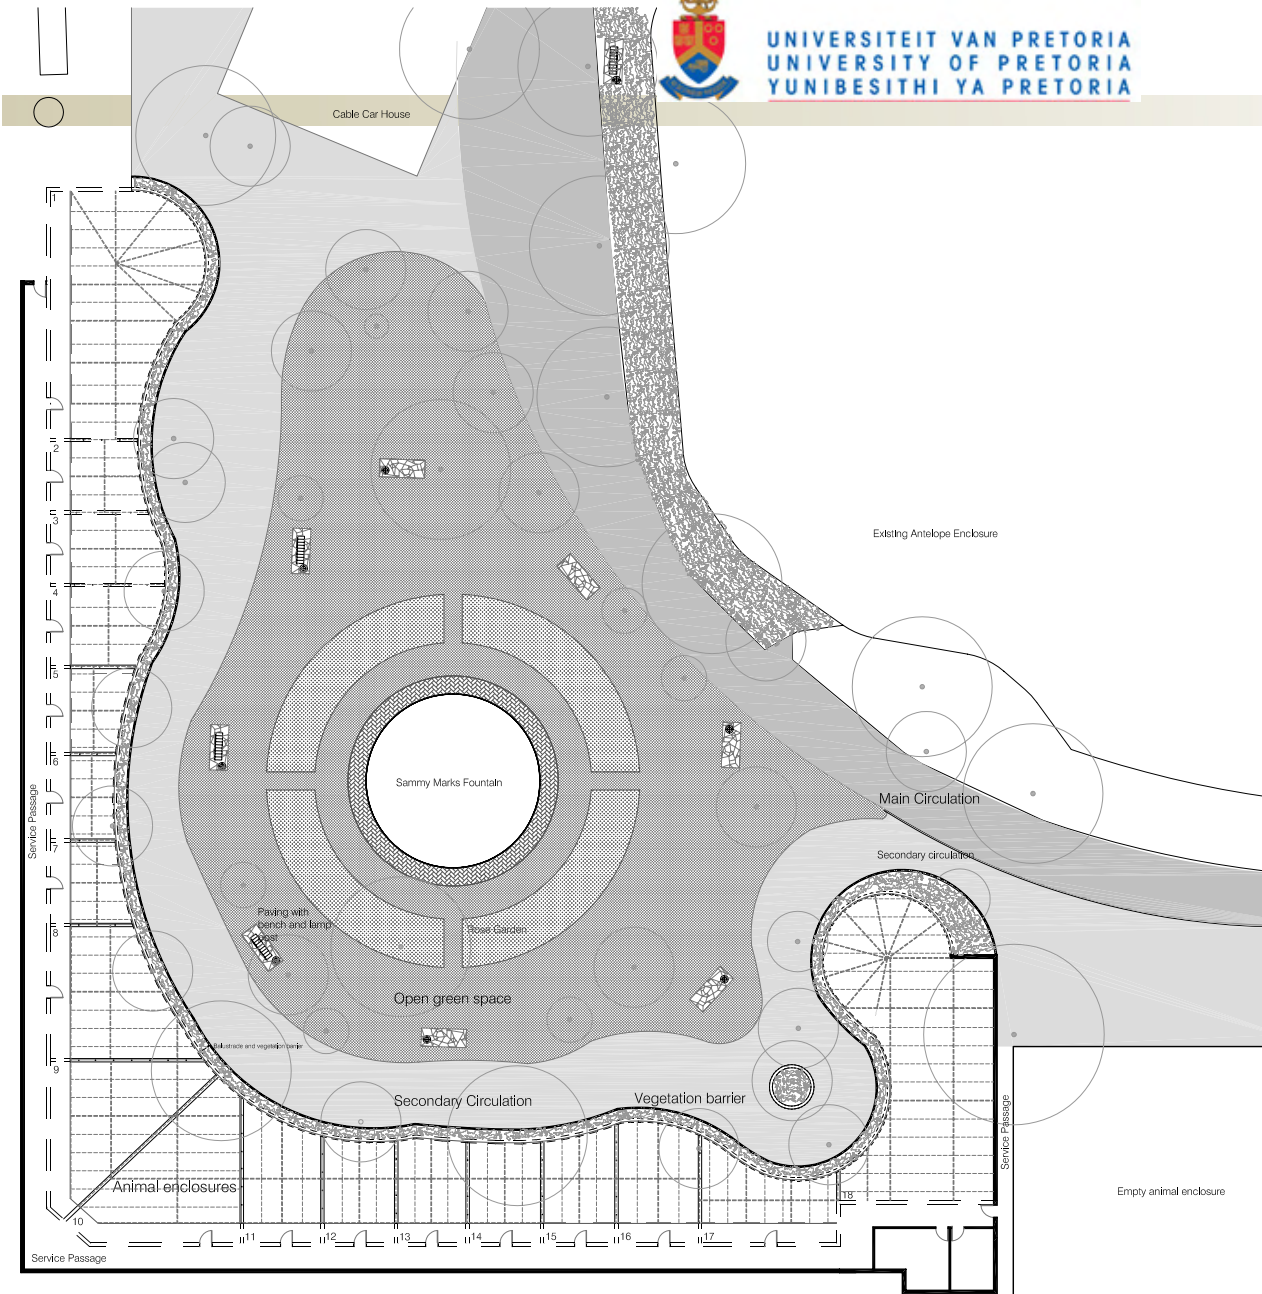 UNIVERSITEIT VAN PRETORIA
UNIVERSITY OF PRETORIA
YUNIBESITHI YA PRETORIA
Cable Car House
1
2
3
Existing Antelope Enclosure
4
5
6
Sammy Marks Fountain
Main Circulation
Service Passage
7
Secondary circulation
Paving with
bench and lamp
post
8
Rose Garden
Open green space
Balustrade and vegetation barrier
9
Secondary Circulation
Vegetation barrier
Service Passage
Animal enclosures
18
Empty animal enclosure
10
11
12
13
14
15
16
17
Service Passage